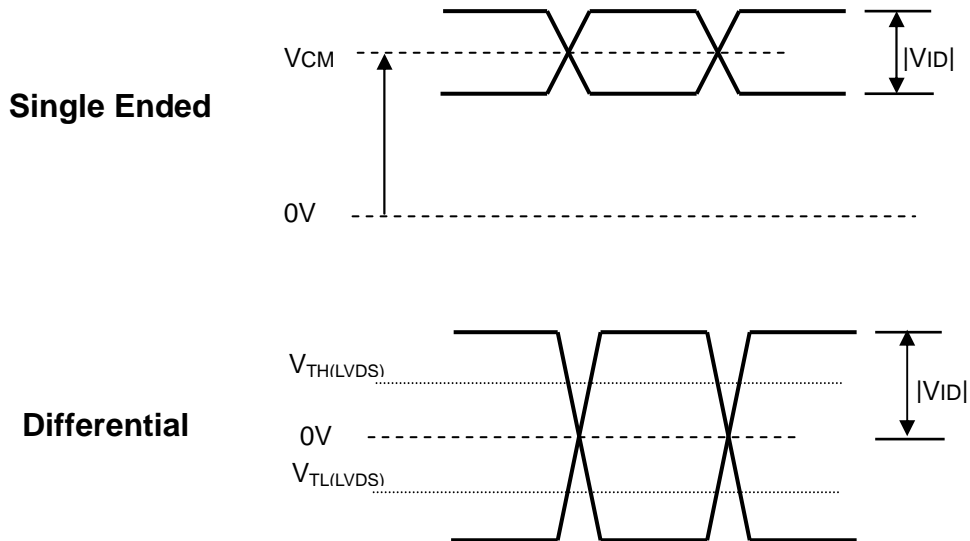 VCM
|VID|
Single Ended
0V
VTH(LVDS)
|VID|
Differential
0V
VTL(LVDS)